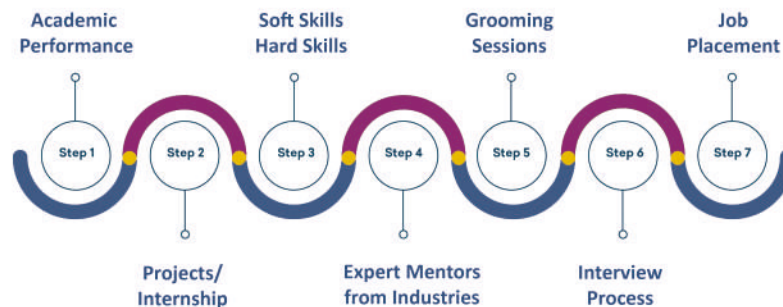 Academic
Performance
Soft Skills
Hard Skills
Grooming
Sessions
Job
Placement
Step 1
Step 2
Step 3
Step 4
Step 5
Step 6
Step 7
Projects/
Internship
Expert Mentors
from Industries
Interview
Process